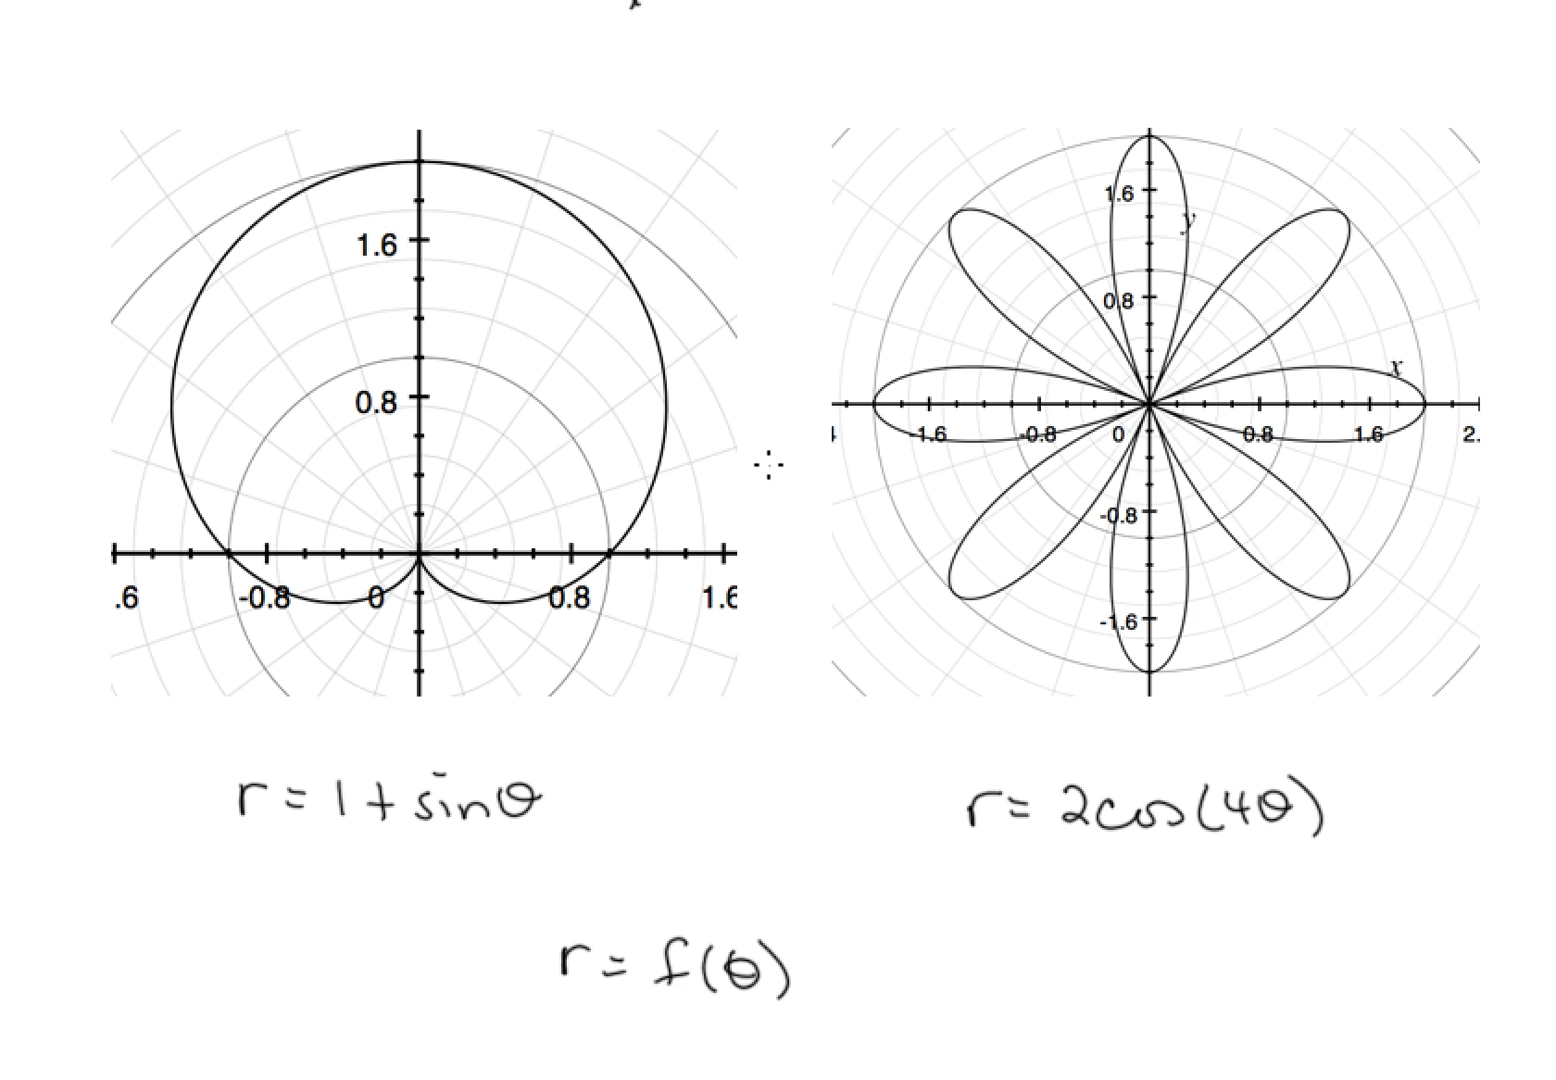 1.6
0.8
.6 -0.8 0 0.8 1.6
r = 1 + sinθ
1.6
y
0.8
x
-1.6 -0.8 0 0.8 1.6 2.
-0.8
-1.6
r = 2cos(4θ)
r = f(θ)